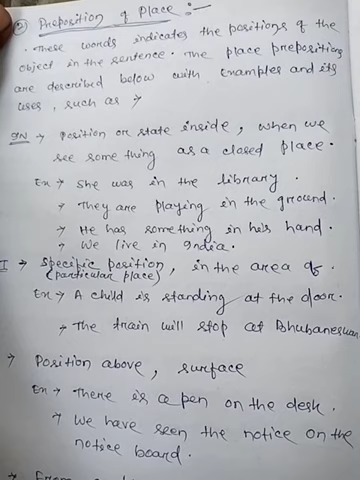 ② Preposition of Place :-
• These words indicates the positions of the
object in the sentence. The place prepositions
are described below with Examples and its
uses, such as →
IN → Position or state inside, when we
see something as a closed place.
Ex → She was in the library.
→ They are playing in the ground.
→ He has something in his hand.
→ We live in India.
→ Specific position, in the area of.
(particular place)
Ex → A child is standing at the door.
→ The train will stop at Bhubaneswar
→ Position above, surface
Ex → There is a pen on the desk.
→ We have seen the notice on the
notice board.